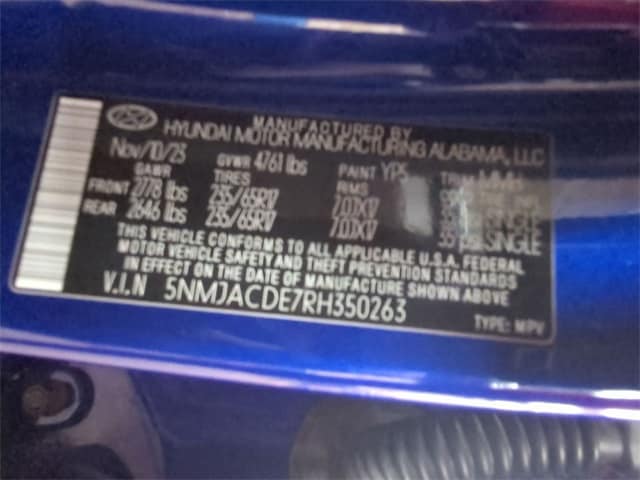 MANUFACTURED BY
HYUNDAI MOTOR MANUFACTURING ALABAMA, LLC
Nov/10/23 GVWR 4761 lbs PAINT YP5 TRIM
GAWR TIRES RIMS
FRONT 2778 lbs 235/65R17 7.0JX17 SINGLE
REAR 2646 lbs 235/65R17 7.0JX17 SINGLE
THIS VEHICLE CONFORMS TO ALL APPLICABLE U.S.A. FEDERAL
MOTOR VEHICLE SAFETY AND THEFT PREVENTION STANDARDS
IN EFFECT ON THE DATE OF MANUFACTURE SHOWN ABOVE
V.I.N 5NMJACDE7RH350263
TYPE: MPV